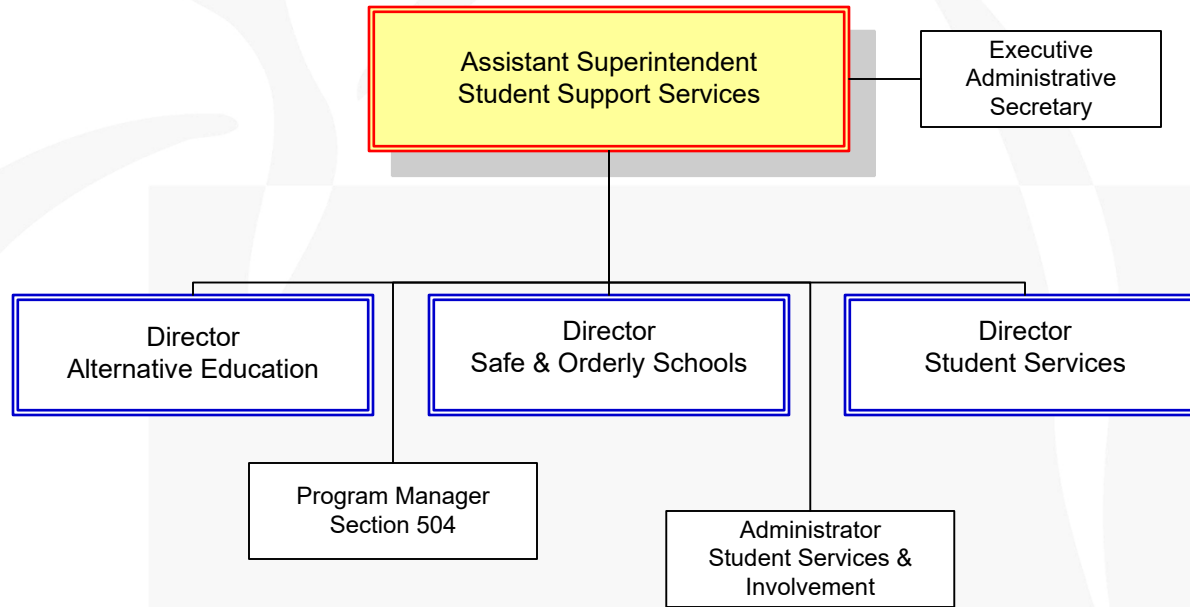 Assistant Superintendent
Student Support Services
Executive
Administrative
Secretary
Director
Alternative Education
Director
Safe & Orderly Schools
Director
Student Services
Program Manager
Section 504
Administrator
Student Services &
Involvement